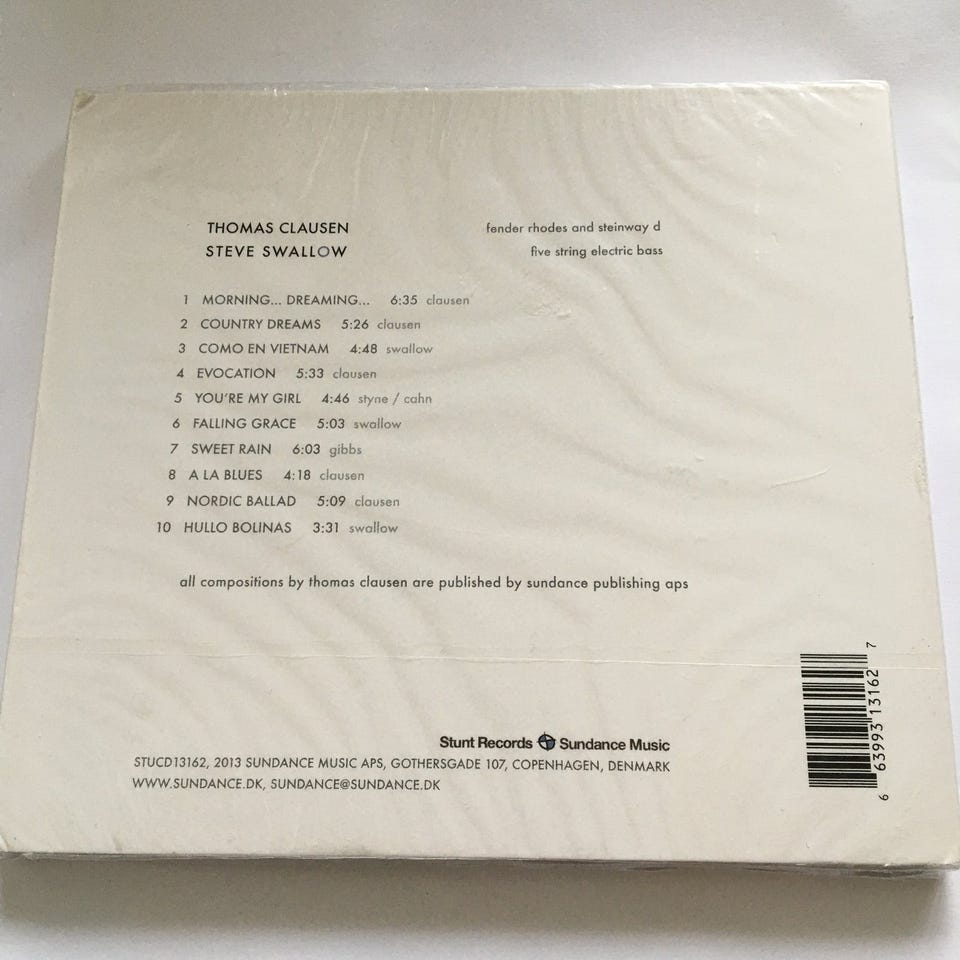 THOMAS CLAUSEN fender rhodes and steinway d
STEVE SWALLOW five string electric bass
1 MORNING... DREAMING... 6:35 clausen
2 COUNTRY DREAMS 5:26 clausen
3 COMO EN VIETNAM 4:48 swallow
4 EVOCATION 5:33 clausen
5 YOU'RE MY GIRL 4:46 styne / cahn
6 FALLING GRACE 5:03 swallow
7 SWEET RAIN 6:03 gibbs
8 A LA BLUES 4:18 clausen
9 NORDIC BALLAD 5:09 clausen
10 HULLO BOLINAS 3:31 swallow
all compositions by thomas clausen are published by sundance publishing aps
Stunt Records Sundance Music
STUCD13162, 2013 SUNDANCE MUSIC APS, GOTHERSGADE 107, COPENHAGEN, DENMARK
WWW.SUNDANCE.DK, SUNDANCE@SUNDANCE.DK
6 63993 13162 7